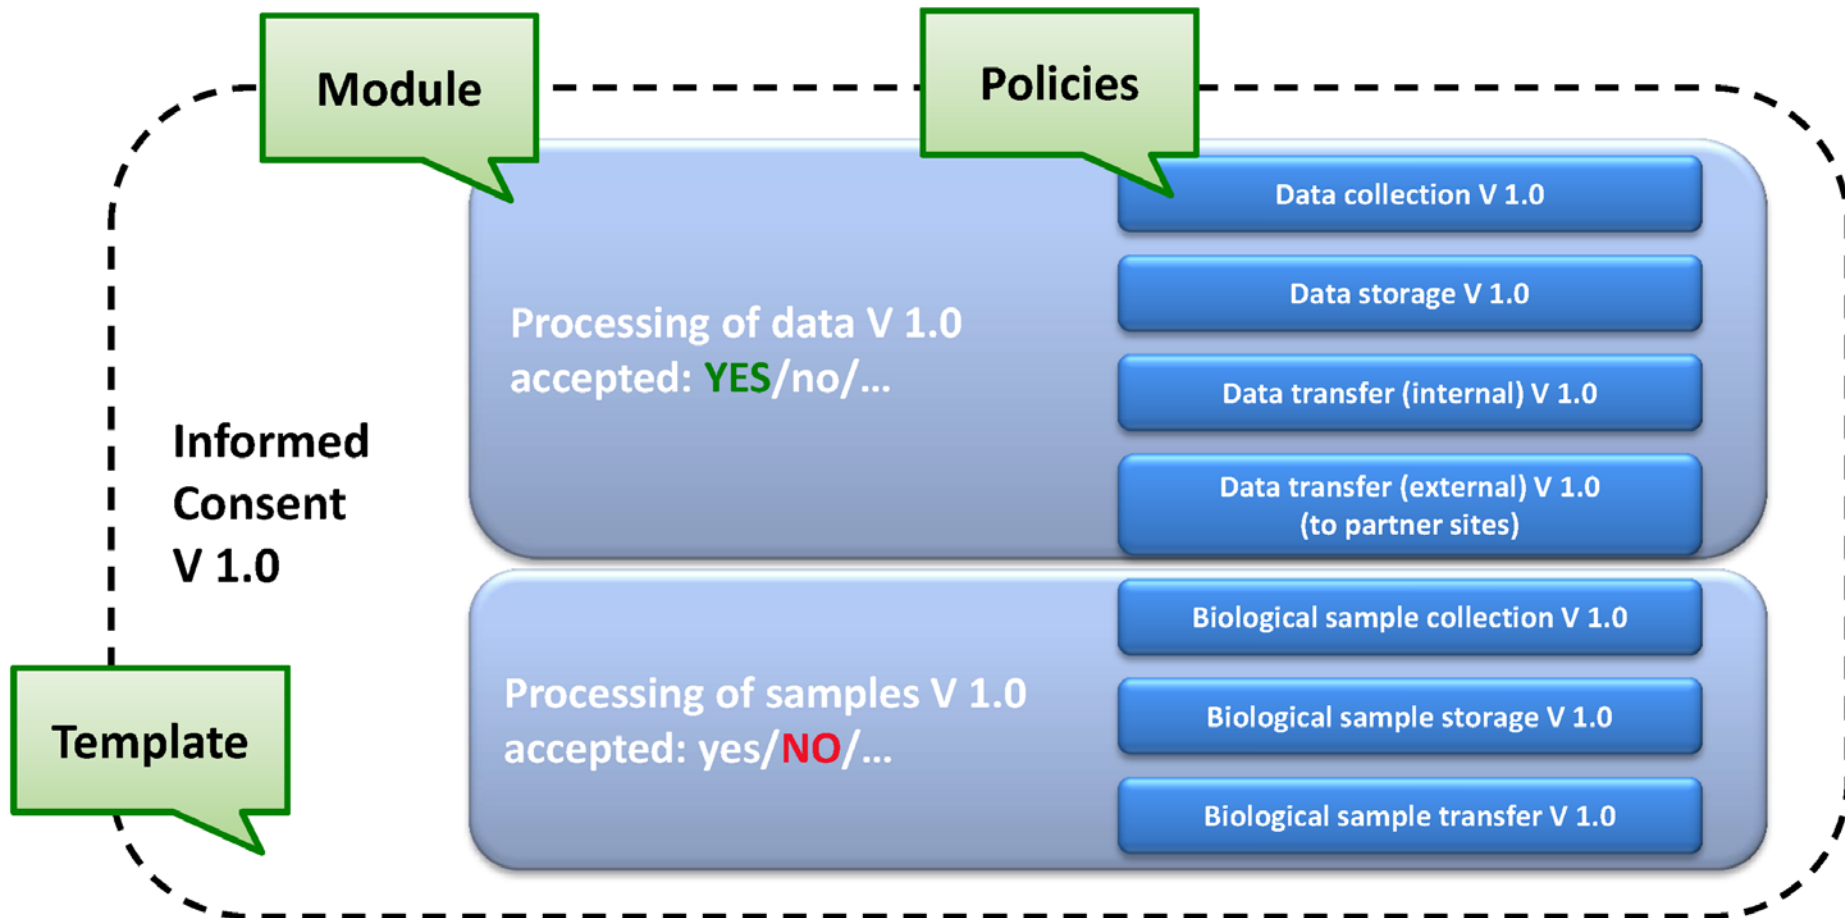 Module
Policies
Data collection V 1.0
Data storage V 1.0
Processing of data V 1.0
accepted: YES/no/...
Data transfer (internal) V 1.0
Data transfer (external) V 1.0
(to partner sites)
Informed
Consent
V 1.0
Biological sample collection V 1.0
Processing of samples V 1.0
accepted: yes/NO/...
Biological sample storage V 1.0
Biological sample transfer V 1.0
Template